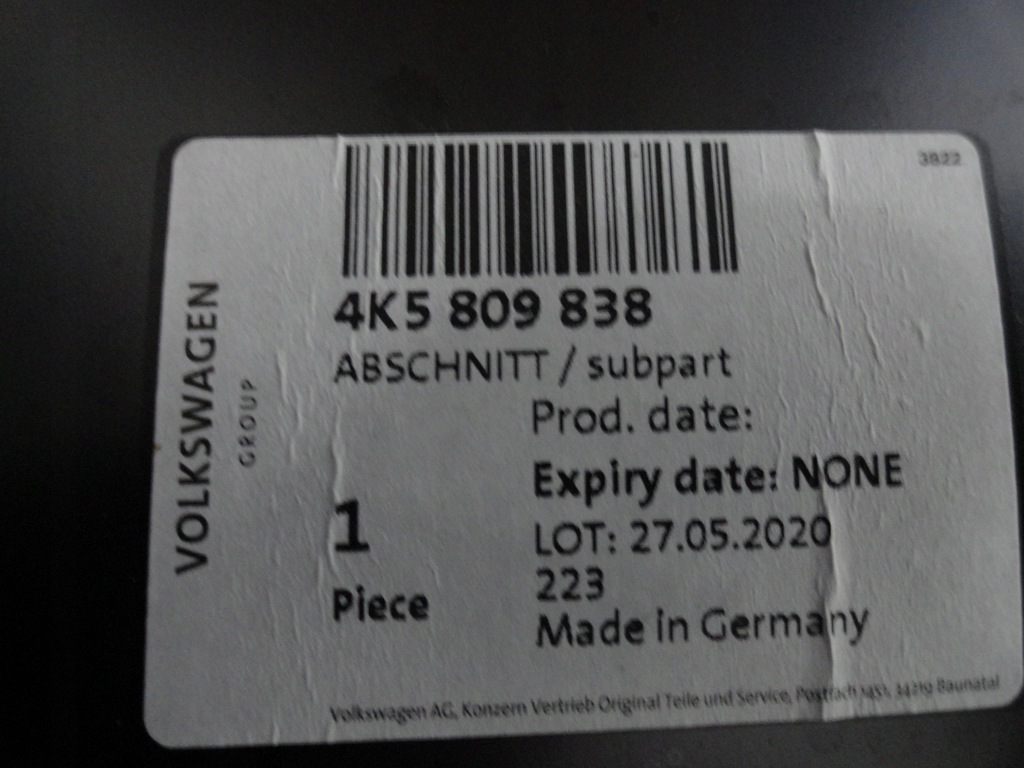 3822
VOLKSWAGEN
GROUP
4K5 809 838
ABSCHNITT / subpart
Prod. date:
Expiry date: NONE
1
LOT: 27.05.2020
223
Piece
Made in Germany
Volkswagen AG, Konzern Vertrieb Original Teile und Service, Postfach 1451, 34219 Baunatal